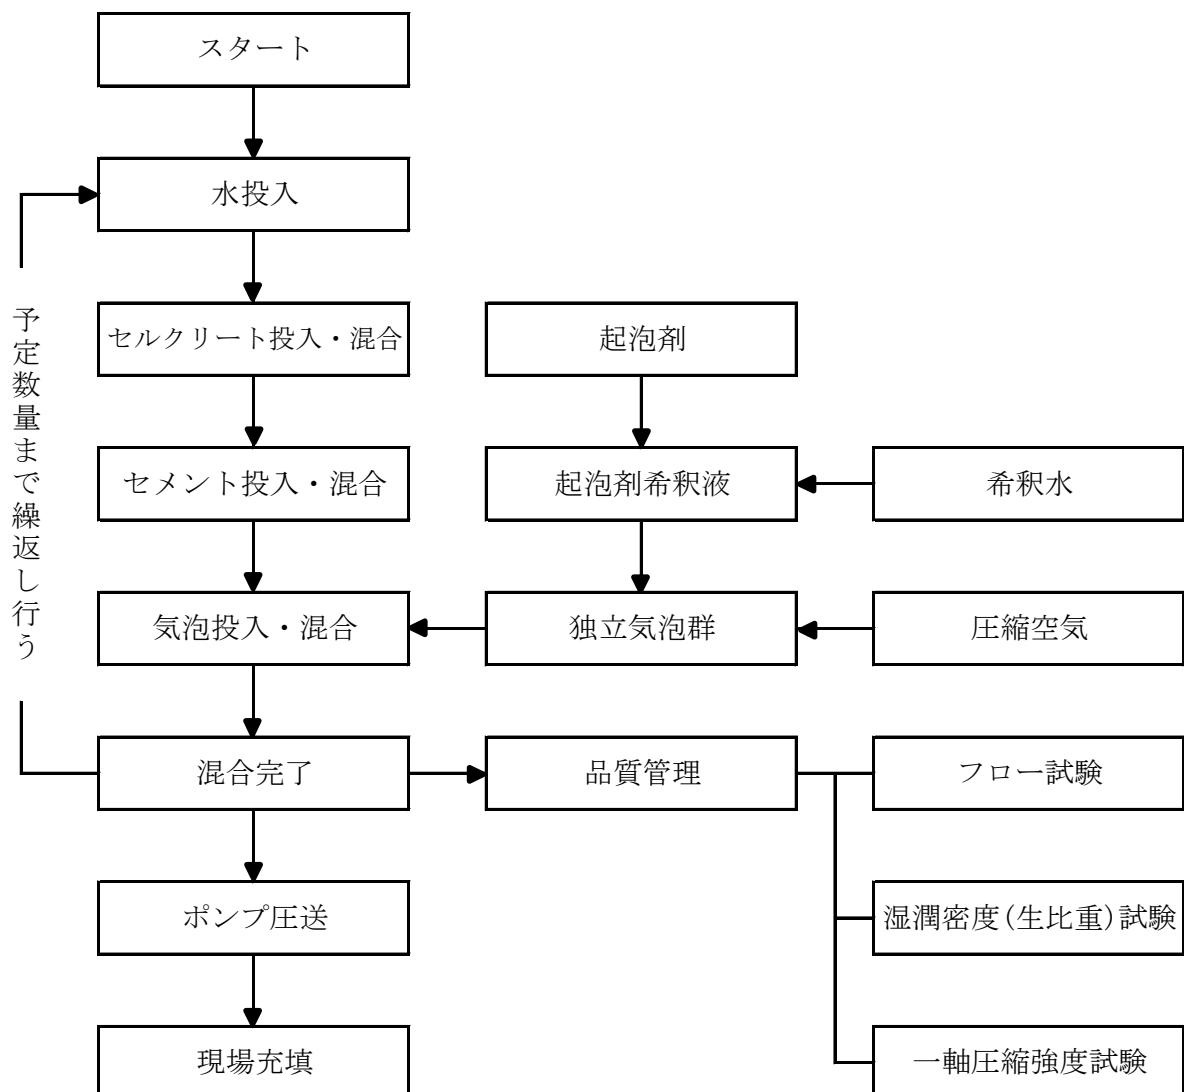 スタート
水投入
予定数量まで繰返し行う
セルクリート投入・混合
起泡剤
セメント投入・混合
起泡剤希釈液
希釈水
気泡投入・混合
独立気泡群
圧縮空気
混合完了
品質管理
フロー試験
ポンプ圧送
湿潤密度(生比重)試験
現場充填
一軸圧縮強度試験